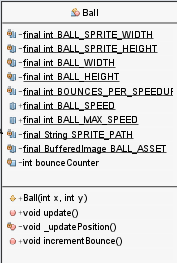 Ball
-final int BALL_SPRITE_WIDTH
-final int BALL_SPRITE_HEIGHT
-final int BALL_WIDTH
-final int BALL_HEIGHT
-final int BOUNCES_PER_SPEEDUP
+final int BALL_SPEED
+final int BALL_MAX_SPEED
-final String SPRITE_PATH
-final BufferedImage BALL_ASSET
-int bounceCounter
+Ball(int x, int y)
+void update()
-void _updatePosition()
+void incrementBounce()